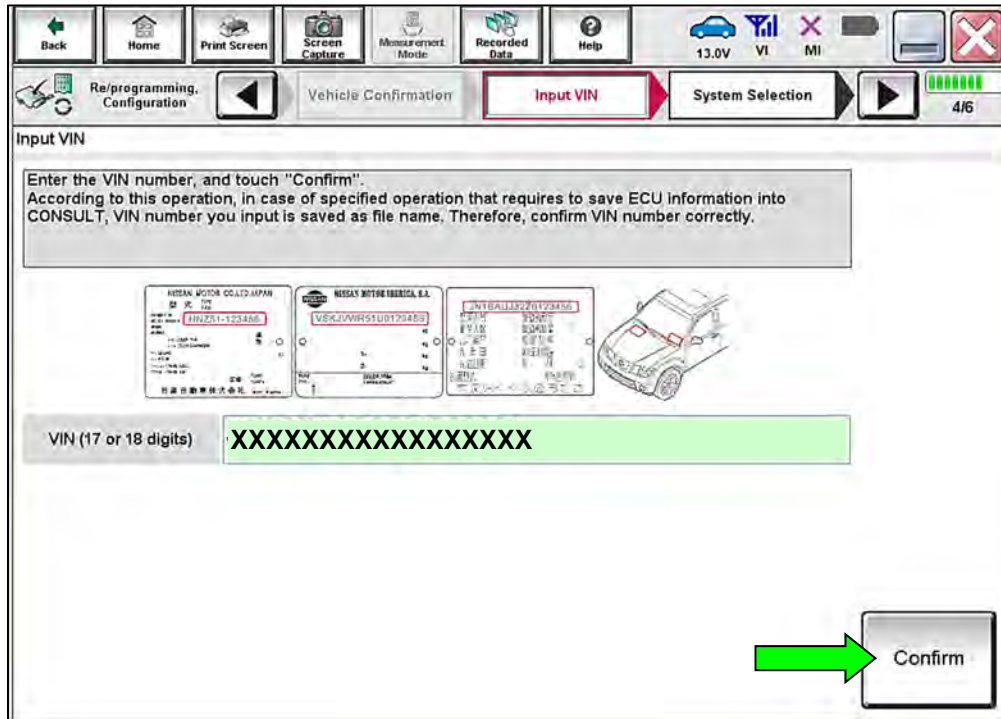 Back
Home
Print Screen
Screen Capture
Measurement Mode
Recorded Data
Help
13.0V
VI
MI
Re/programming, Configuration
Vehicle Confirmation
Input VIN
System Selection
4/6
Input VIN
Enter the VIN number, and touch "Confirm".
According to this operation, in case of specified operation that requires to save ECU information into
CONSULT, VIN number you input is saved as file name. Therefore, confirm VIN number correctly.
NISSAN MOTOR CO.,LTD.JAPAN
型式
NISSAN MOTOR IBERICA, S.A.
VIN (17 or 18 digits)
XXXXXXXXXXXXXXXXX
Confirm